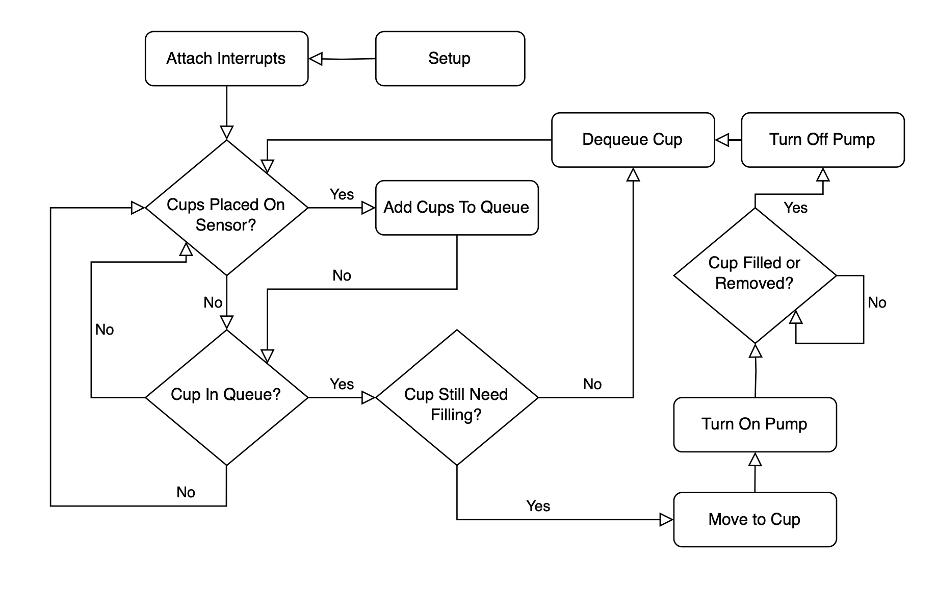 Attach Interrupts
Setup
Dequeue Cup
Turn Off Pump
Cups Placed On
Sensor?
Yes
Add Cups To Queue
Yes
Cup Filled or
Removed?
No
No
No
No
Cup In Queue?
Yes
Cup Still Need
Filling?
No
Turn On Pump
No
Yes
Move to Cup